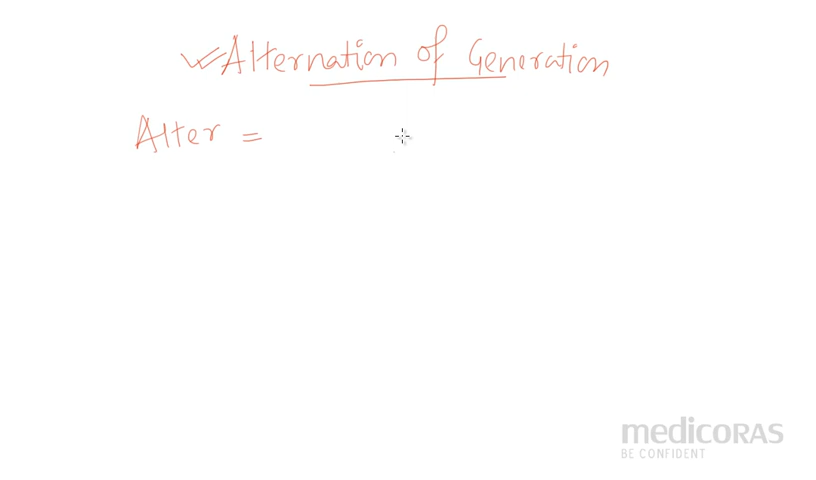 Alternation of Generation
Alter =
medicoRAS
BE CONFIDENT